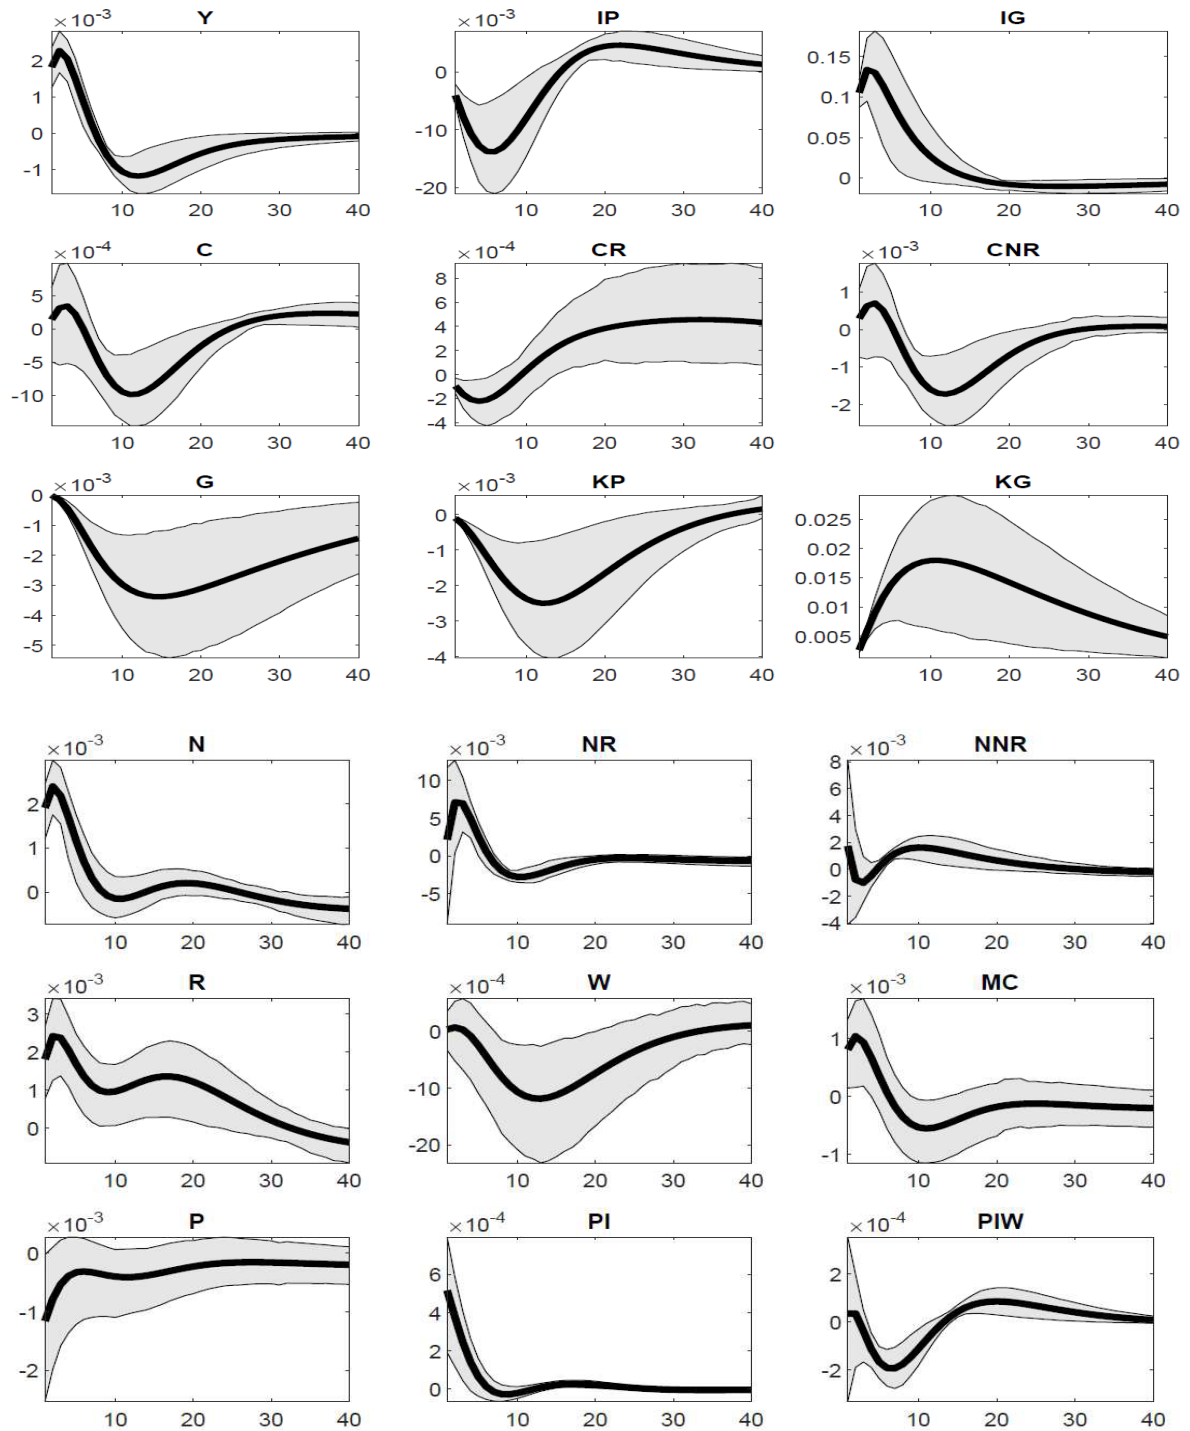 ×10-3 Y ×10-3 IP IG
2 1 0 -1
0 -10 -20
0.15 0.1 0.05 0
10 20 30 40 10 20 30 40 10 20 30 40
×10-4 C ×10-4 CR ×10-3 CNR
5 0 -5 -10
8 6 4 2 0 -2 -4
1 0 -1 -2
10 20 30 40 10 20 30 40 10 20 30 40
×10-3 G ×10-3 KP KG
0 -1 -2 -3 -4 -5
0 -1 -2 -3 -4
0.025 0.02 0.015 0.01 0.005
10 20 30 40 10 20 30 40 10 20 30 40
×10-3 N ×10-3 NR ×10-3 NNR
2 1 0
10 5 0 -5
8 6 4 2 0 -2 -4
10 20 30 40 10 20 30 40 10 20 30 40
×10-3 R ×10-4 W ×10-3 MC
3 2 1 0
0 -10 -20
1 0 -1
10 20 30 40 10 20 30 40 10 20 30 40
×10-3 P ×10-4 PI ×10-4 PIW
0 -1 -2
6 4 2 0
2 0 -2
10 20 30 40 10 20 30 40 10 20 30 40